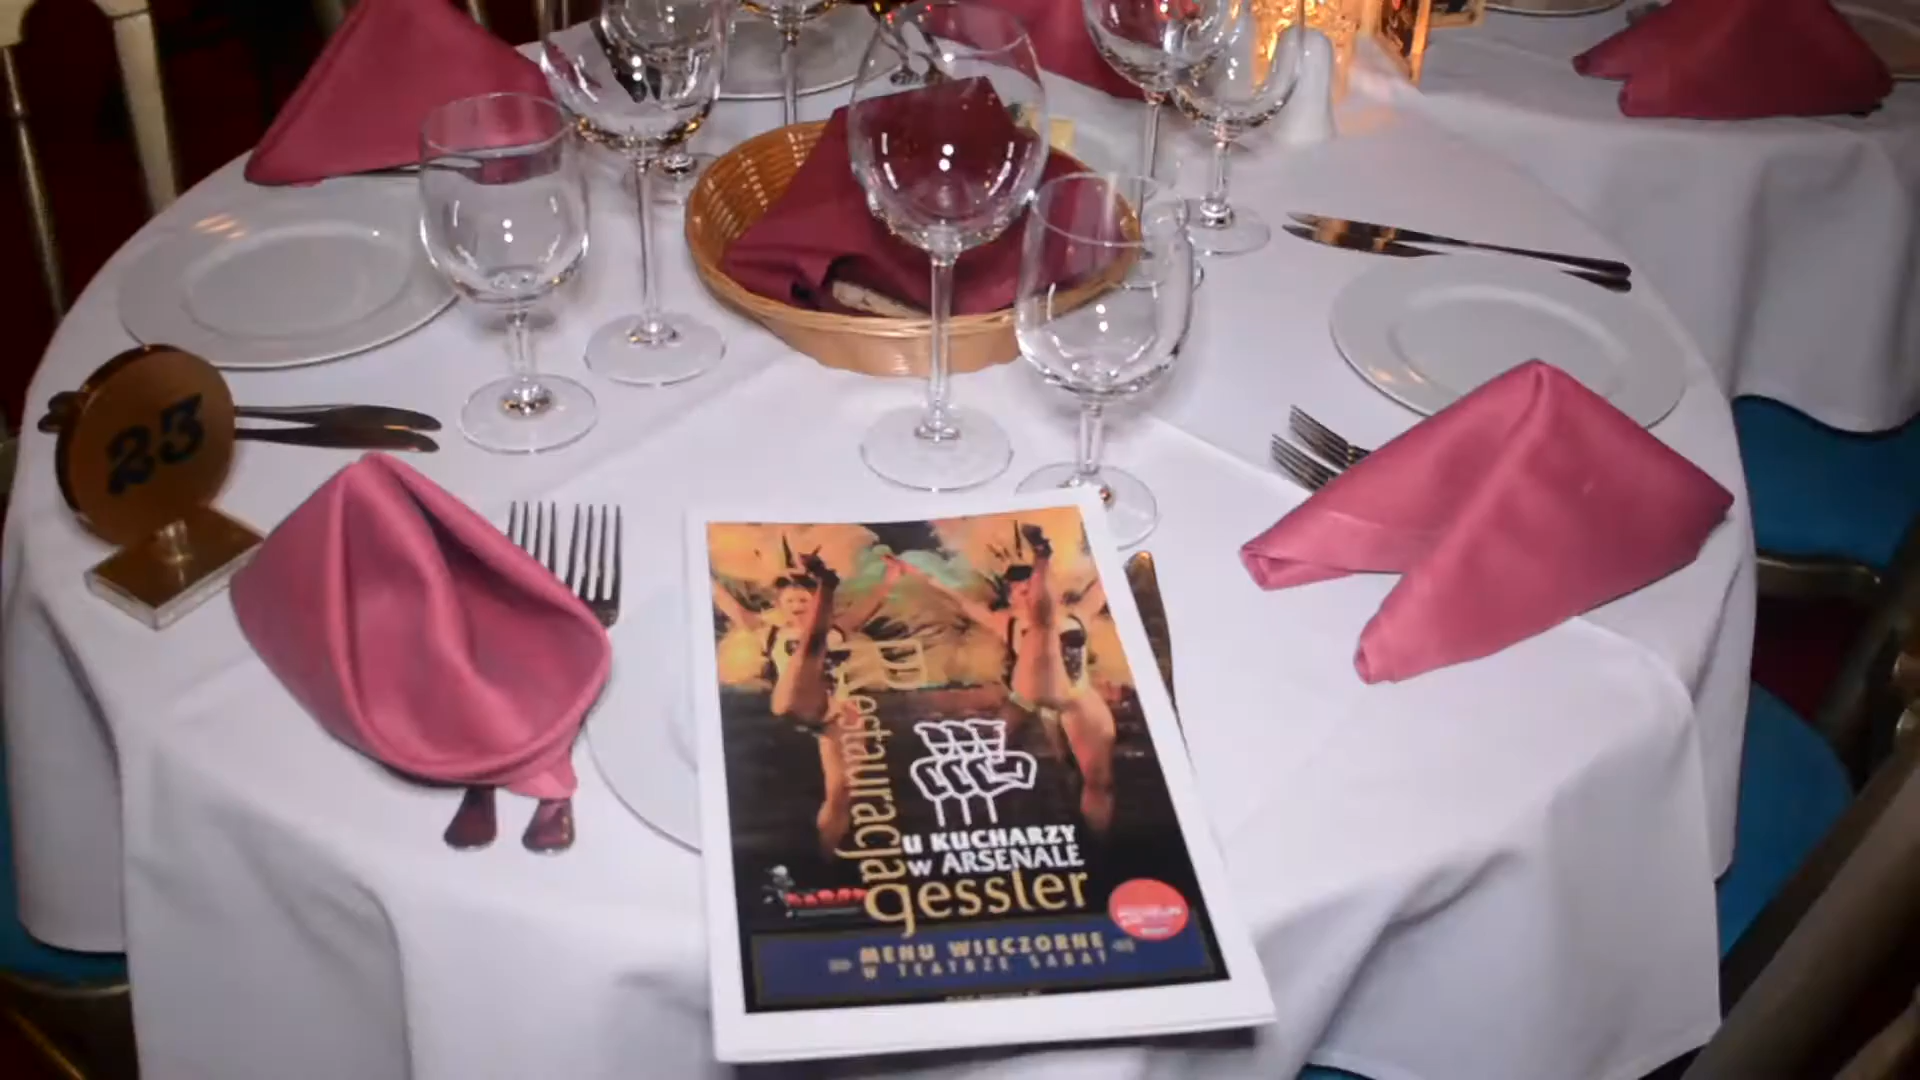 23
Restauracja
U KUCHARZY
W ARSENALE
gessler
MENU WIECZORNE
W TEATRZE SABAT